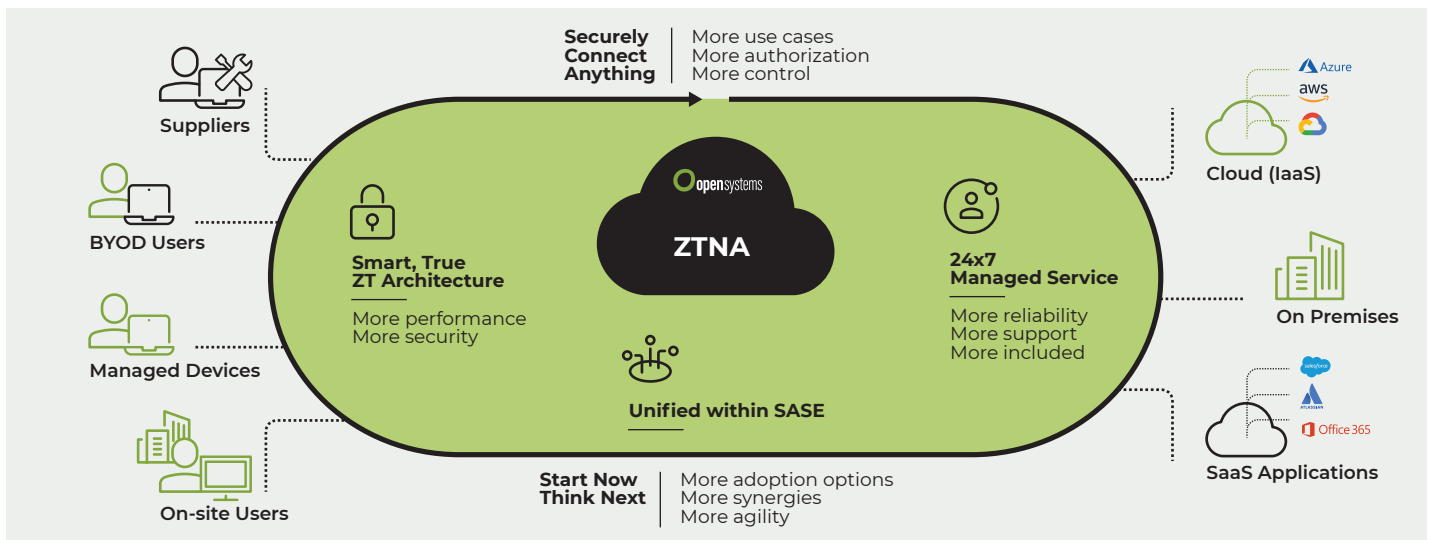 Securely
Connect
Anything
More use cases
More authorization
More control
Suppliers
BYOD Users
Managed Devices
On-site Users
Smart, True
ZT Architecture
More performance
More security
open systems
ZTNA
Unified within SASE
24x7
Managed Service
More reliability
More support
More included
Azure
aws
Cloud (IaaS)
On Premises
salesforce
ATLASSIAN
Office 365
SaaS Applications
Start Now
Think Next
More adoption options
More synergies
More agility